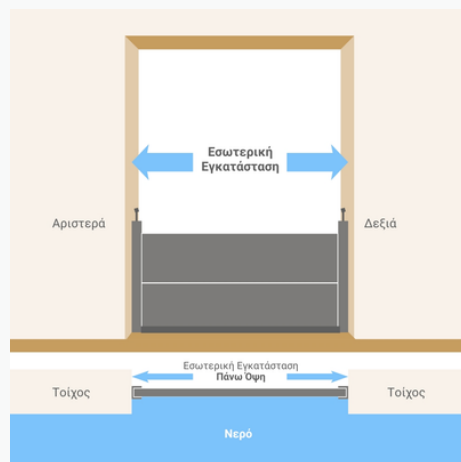 Εσωτερική
Εγκατάσταση
Αριστερά
Δεξιά
Εσωτερική Εγκατάσταση
Πάνω Όψη
Τοίχος
Τοίχος
Νερό